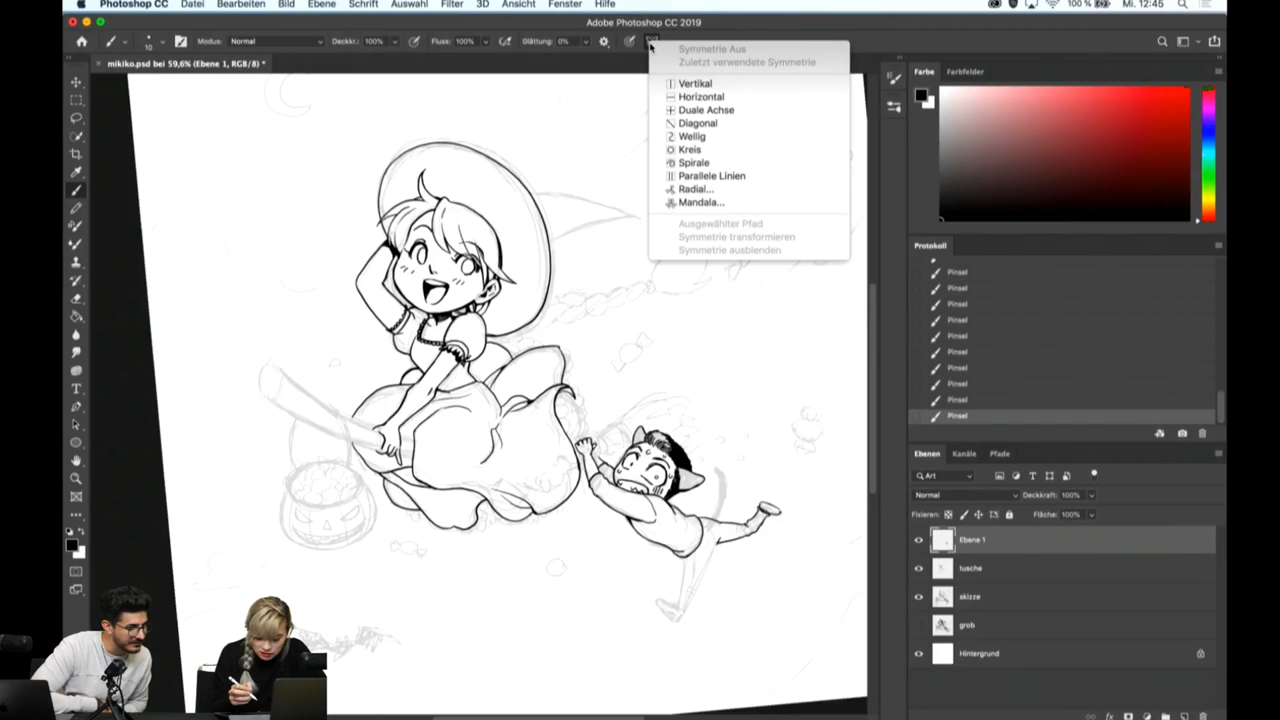 Photoshop CC Datei Bearbeiten Bild Ebene Schrift Auswahl Filter 3D Ansicht Fenster Hilfe 100 % Mi. 12:45
Adobe Photoshop CC 2019
10 Modus: Normal Deckkr.: 100% Fluss: 100% Glättung: 0%
× mikiko.psd bei 59,6% (Ebene 1, RGB/8) *
Symmetrie Aus
Zuletzt verwendete Symmetrie
Vertikal
Horizontal
Duale Achse
Diagonal
Wellig
Kreis
Spirale
Parallele Linien
Radial...
Mandala...
Ausgewählter Pfad
Symmetrie transformieren
Symmetrie ausblenden
Farbe Farbfelder
Protokoll
Pinsel
Pinsel
Pinsel
Pinsel
Pinsel
Pinsel
Pinsel
Pinsel
Pinsel
Pinsel
Ebenen Kanäle Pfade
Art
Normal Deckkraft: 100%
Fixieren: Fläche: 100%
Ebene 1
tusche
skizze
grob
Hintergrund
fx